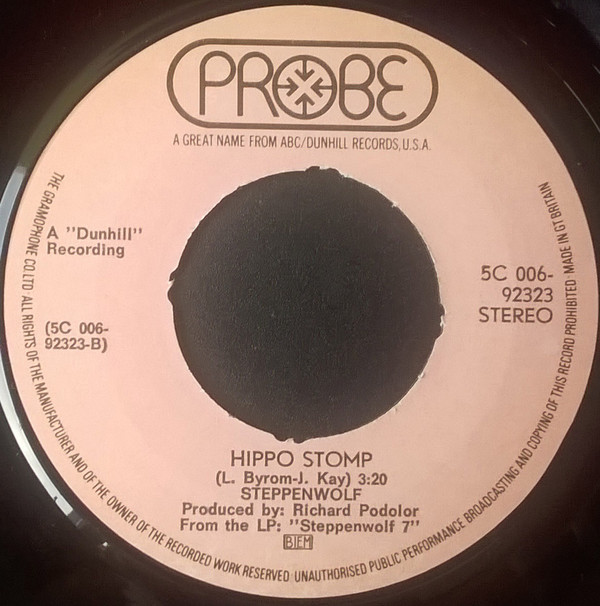 PROBE
A GREAT NAME FROM ABC/DUNHILL RECORDS, U.S.A.
THE GRAMOPHONE CO. LTD. ALL RIGHTS OF THE MANUFACTURER AND OF THE OWNER OF THE RECORDED WORK RESERVED UNAUTHORISED PUBLIC PERFORMANCE BROADCASTING AND COPYING OF THIS RECORD PROHIBITED · MADE IN GT BRITAIN
A "Dunhill"
Recording
(5C 006-
92323-B)
5C 006-
92323
STEREO
HIPPO STOMP
(L. Byrom-J. Kay) 3:20
STEPPENWOLF
Produced by: Richard Podolor
From the LP: "Steppenwolf 7"
BIEM